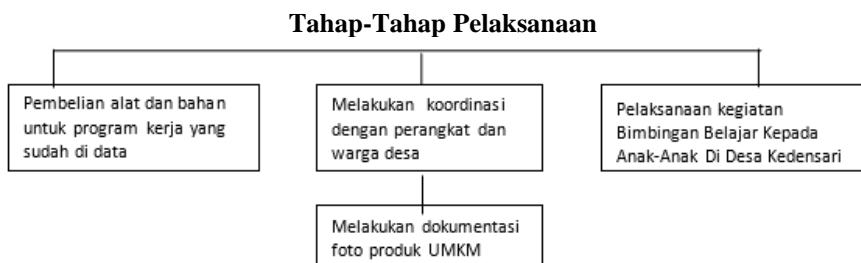 Tahap-Tahap Pelaksanaan
Pembelian alat dan bahan
untuk program kerja yang
sudah di data
Melakukan koordinasi
dengan perangkat dan
warga desa
Pelaksanaan kegiatan
Bimbingan Belajar Kepada
Anak-Anak Di Desa Kedensari
Melakukan dokumentasi
foto produk UMKM